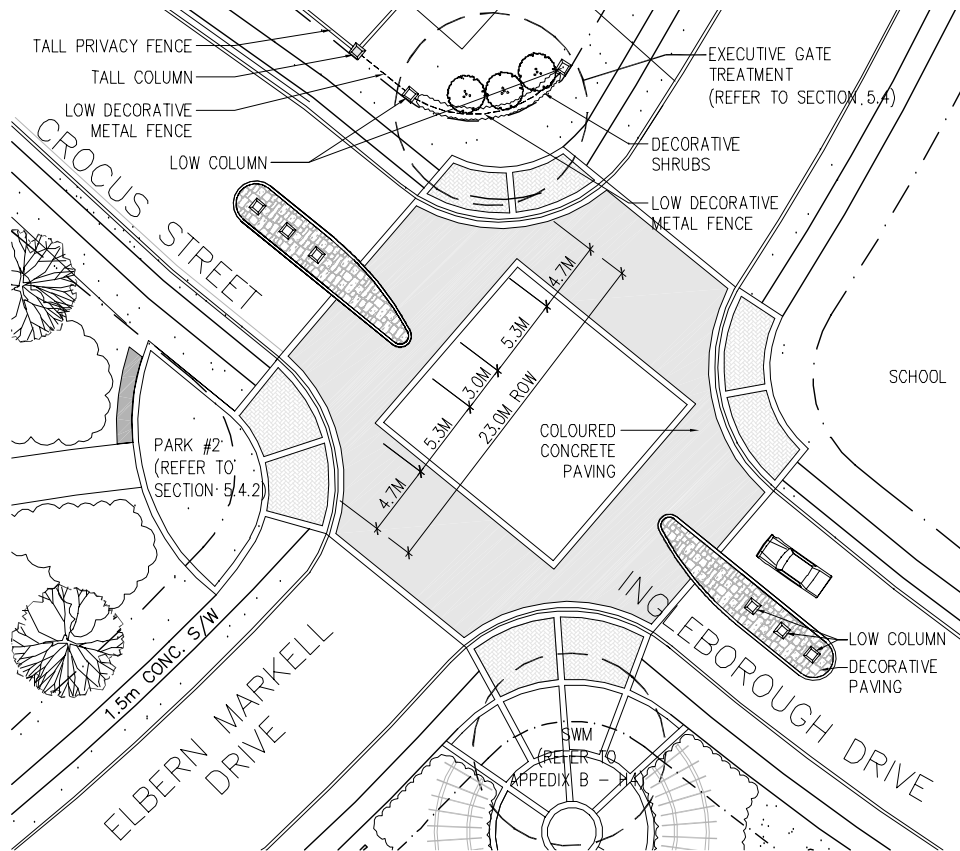 TALL PRIVACY FENCE
TALL COLUMN
LOW DECORATIVE
METAL FENCE
LOW COLUMN
EXECUTIVE GATE
TREATMENT
(REFER TO SECTION 5.4)
DECORATIVE
SHRUBS
LOW DECORATIVE
METAL FENCE
CROCUS STREET
4.7M
5.3M
3.0M
5.3M
4.7M
23.0M ROW
SCHOOL
COLOURED
CONCRETE
PAVING
PARK #2
(REFER TO
SECTION 5.4.2)
INGLEBOROUGH DRIVE
LOW COLUMN
DECORATIVE
PAVING
1.5m CONC. S/W
ELBERN MARKELL
DRIVE
SWM
(REFER TO
APPEDIX B - H4)